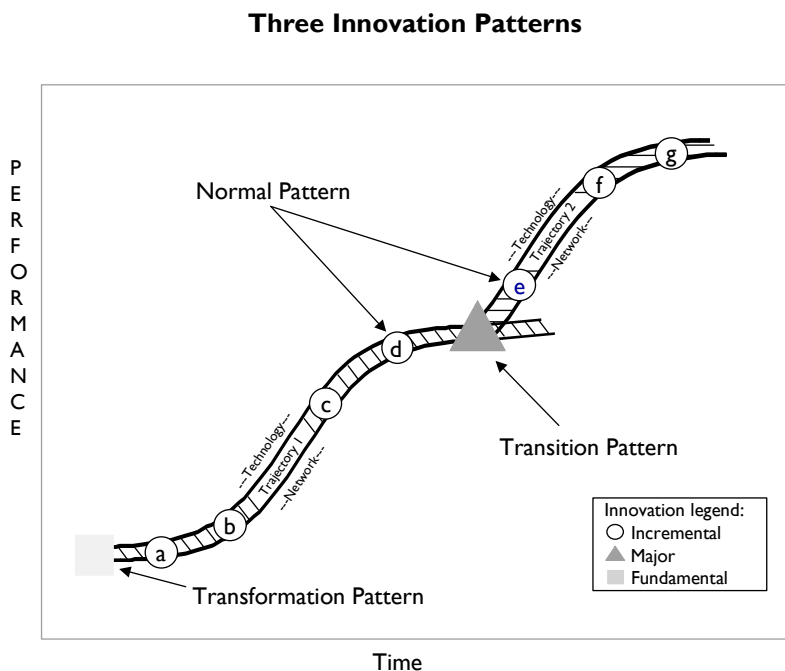 Three Innovation Patterns
PERFORMANCE
Normal Pattern
---Technology---
Trajectory 2
---Network---
g
f
e
d
c
b
a
---Technology---
Trajectory 1
---Network---
Transition Pattern
Transformation Pattern
Innovation legend:
Incremental
Major
Fundamental
Time